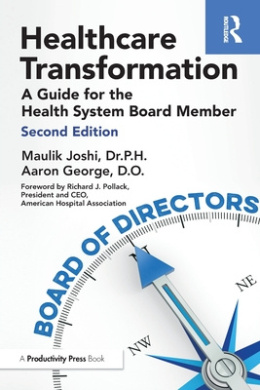 Healthcare
Transformation
A Guide for the
Health System Board Member
Second Edition
Maulik Joshi, Dr.P.H.
Aaron George, D.O.
Foreword by Richard J. Pollack,
President and CEO,
American Hospital Association
R
ROUTLEDGE
BOARD OF DIRECTORS
N
NW
NE
W
E
A Productivity Press Book